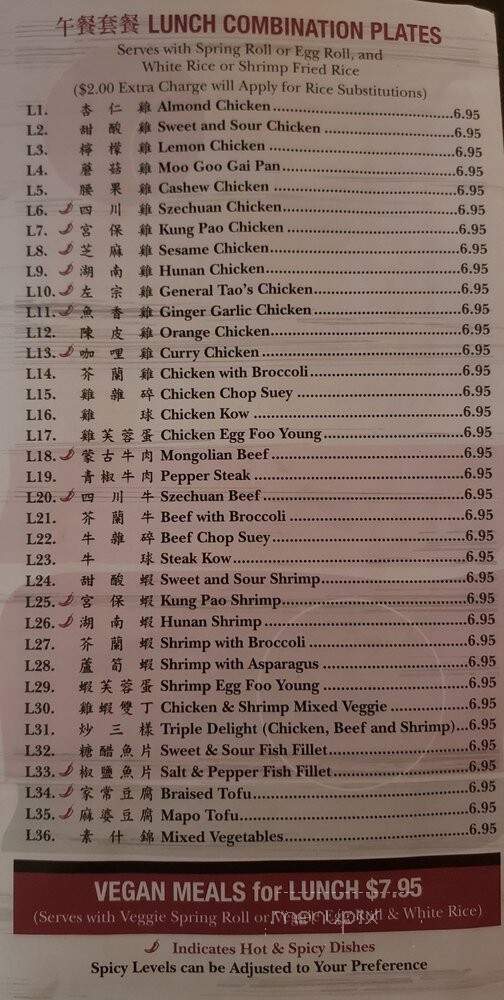 午餐套餐 LUNCH COMBINATION PLATES
Serves with Spring Roll or Egg Roll, and
White Rice or Shrimp Fried Rice
($2.00 Extra Charge will Apply for Rice Substitutions)
L1. 杏仁雞 Almond Chicken 6.95
L2. 甜酸雞 Sweet and Sour Chicken 6.95
L3. 檸檬雞 Lemon Chicken 6.95
L4. 蘑菇雞 Moo Goo Gai Pan 6.95
L5. 腰果雞 Cashew Chicken 6.95
L6. 四川雞 Szechuan Chicken 6.95
L7. 宮保雞 Kung Pao Chicken 6.95
L8. 芝麻雞 Sesame Chicken 6.95
L9. 湖南雞 Hunan Chicken 6.95
L10. 左宗雞 General Tao's Chicken 6.95
L11. 魚香雞 Ginger Garlic Chicken 6.95
L12. 陳皮雞 Orange Chicken 6.95
L13. 咖哩雞 Curry Chicken 6.95
L14. 芥蘭雞 Chicken with Broccoli 6.95
L15. 雞雜碎 Chicken Chop Suey 6.95
L16. 雞球 Chicken Kow 6.95
L17. 雞芙蓉蛋 Chicken Egg Foo Young 6.95
L18. 蒙古牛肉 Mongolian Beef 6.95
L19. 青椒牛肉 Pepper Steak 6.95
L20. 四川牛 Szechuan Beef 6.95
L21. 芥蘭牛 Beef with Broccoli 6.95
L22. 牛雜碎 Beef Chop Suey 6.95
L23. 牛球 Steak Kow 6.95
L24. 甜酸蝦 Sweet and Sour Shrimp 6.95
L25. 宮保蝦 Kung Pao Shrimp 6.95
L26. 湖南蝦 Hunan Shrimp 6.95
L27. 芥蘭蝦 Shrimp with Broccoli 6.95
L28. 蘆筍蝦 Shrimp with Asparagus 6.95
L29. 蝦芙蓉蛋 Shrimp Egg Foo Young 6.95
L30. 雞蝦雙丁 Chicken & Shrimp Mixed Veggie 6.95
L31. 炒三樣 Triple Delight (Chicken, Beef and Shrimp)...6.95
L32. 糖醋魚片 Sweet & Sour Fish Fillet 6.95
L33. 椒鹽魚片 Salt & Pepper Fish Fillet 6.95
L34. 家常豆腐 Braised Tofu 6.95
L35. 麻婆豆腐 Mapo Tofu 6.95
L36. 素什錦 Mixed Vegetables 6.95
VEGAN MEALS for LUNCH $7.95
(Serves with Veggie Spring Roll or Veggie Egg Roll & White Rice)
menupix
Indicates Hot & Spicy Dishes
Spicy Levels can be Adjusted to Your Preference